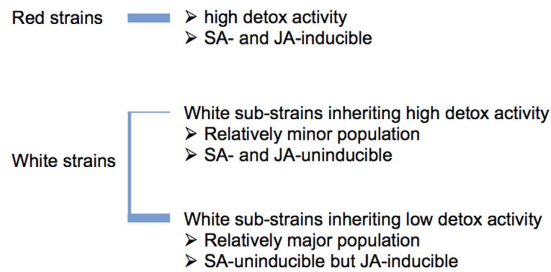 Red strains
➢ high detox activity
➢ SA- and JA-inducible
White sub-strains inheriting high detox activity
➢ Relatively minor population
➢ SA- and JA-uninducible
White strains
White sub-strains inheriting low detox activity
➢ Relatively major population
➢ SA-uninducible but JA-inducible